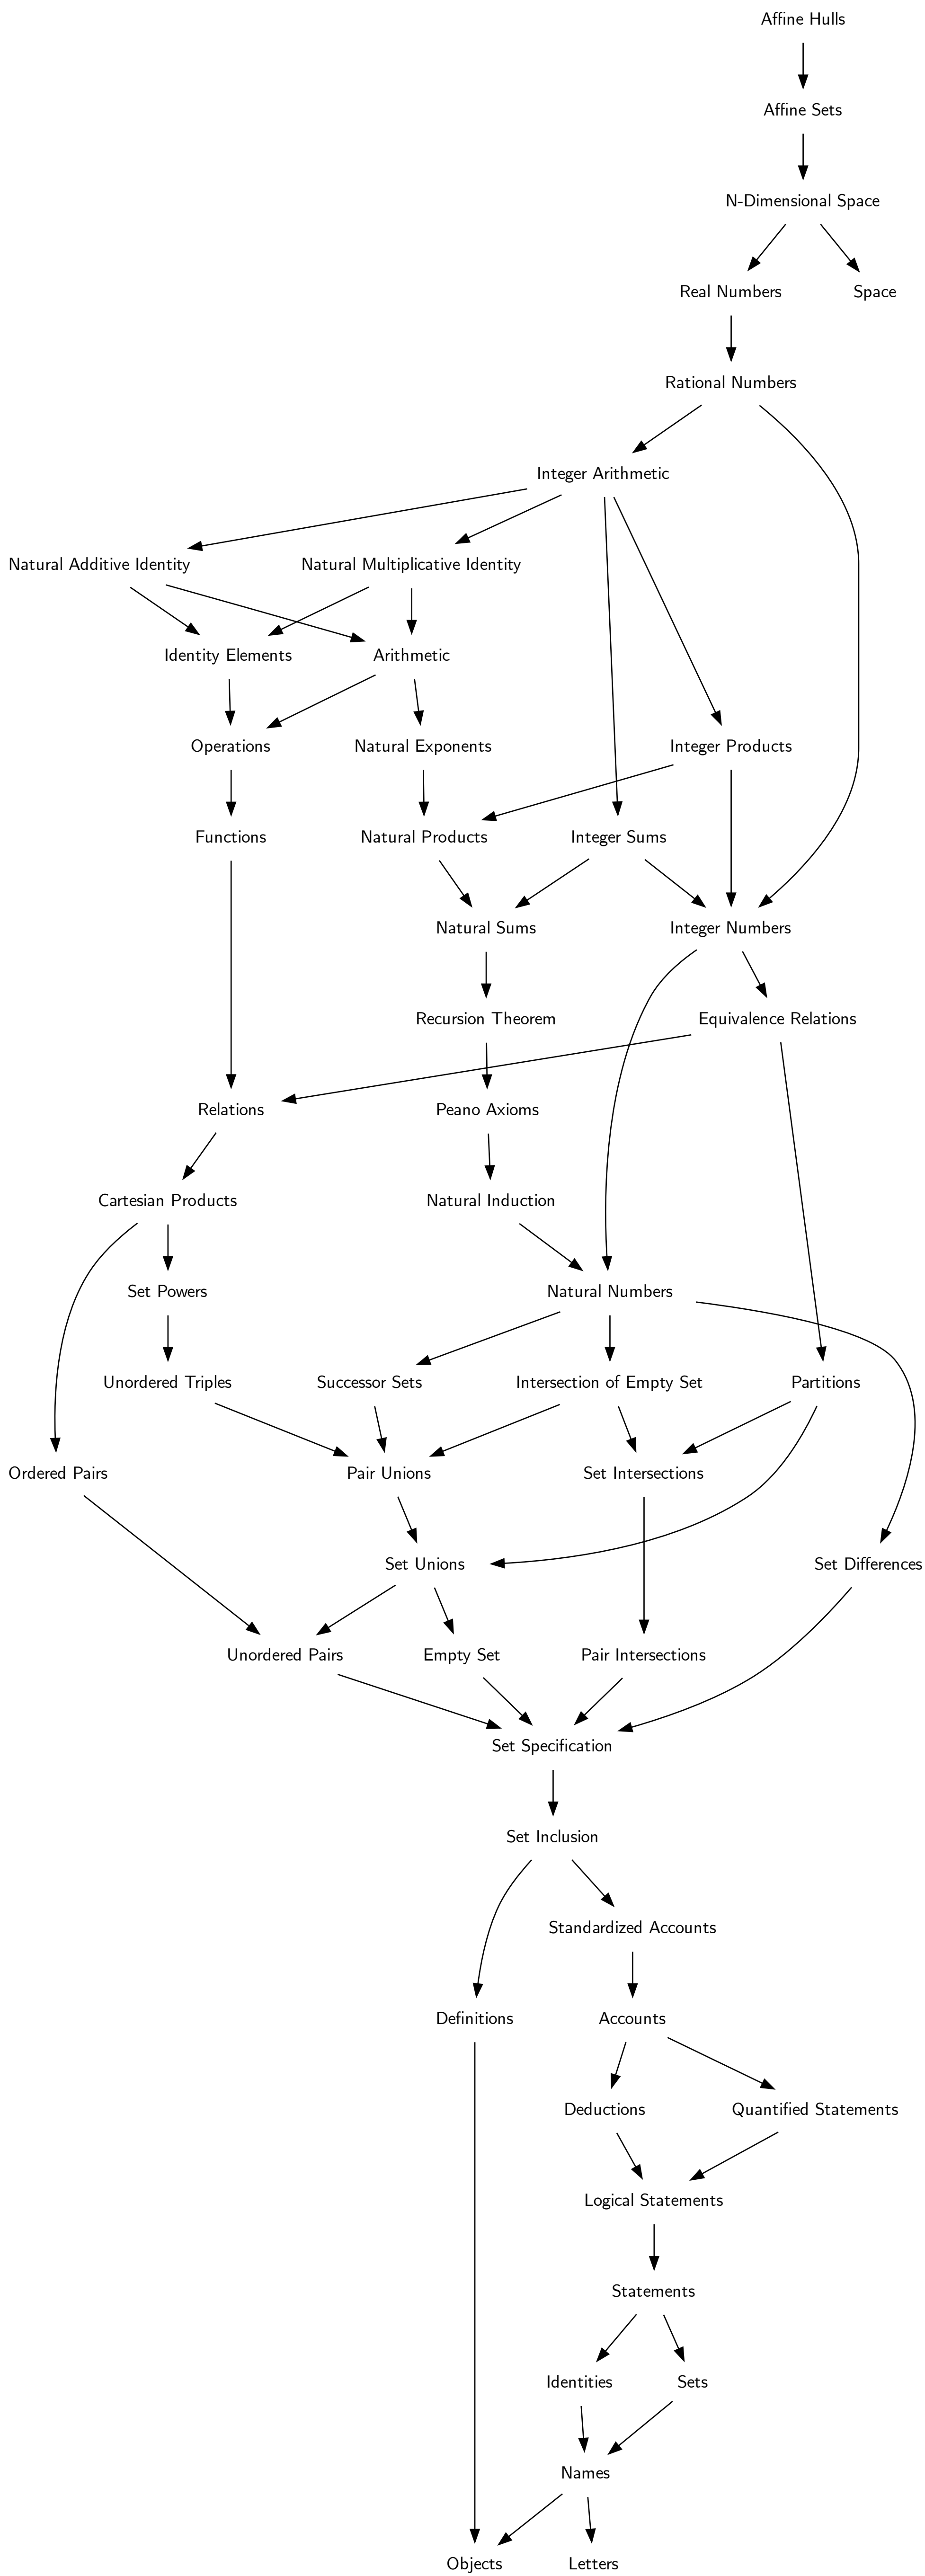 Affine Hulls
Affine Sets
N-Dimensional Space
Real Numbers
Space
Rational Numbers
Integer Arithmetic
Natural Additive Identity
Natural Multiplicative Identity
Identity Elements
Arithmetic
Operations
Natural Exponents
Integer Products
Functions
Natural Products
Integer Sums
Natural Sums
Integer Numbers
Recursion Theorem
Equivalence Relations
Relations
Peano Axioms
Cartesian Products
Natural Induction
Set Powers
Natural Numbers
Unordered Triples
Successor Sets
Intersection of Empty Set
Partitions
Ordered Pairs
Pair Unions
Set Intersections
Set Unions
Set Differences
Unordered Pairs
Empty Set
Pair Intersections
Set Specification
Set Inclusion
Standardized Accounts
Definitions
Accounts
Deductions
Quantified Statements
Logical Statements
Statements
Identities
Sets
Names
Objects
Letters